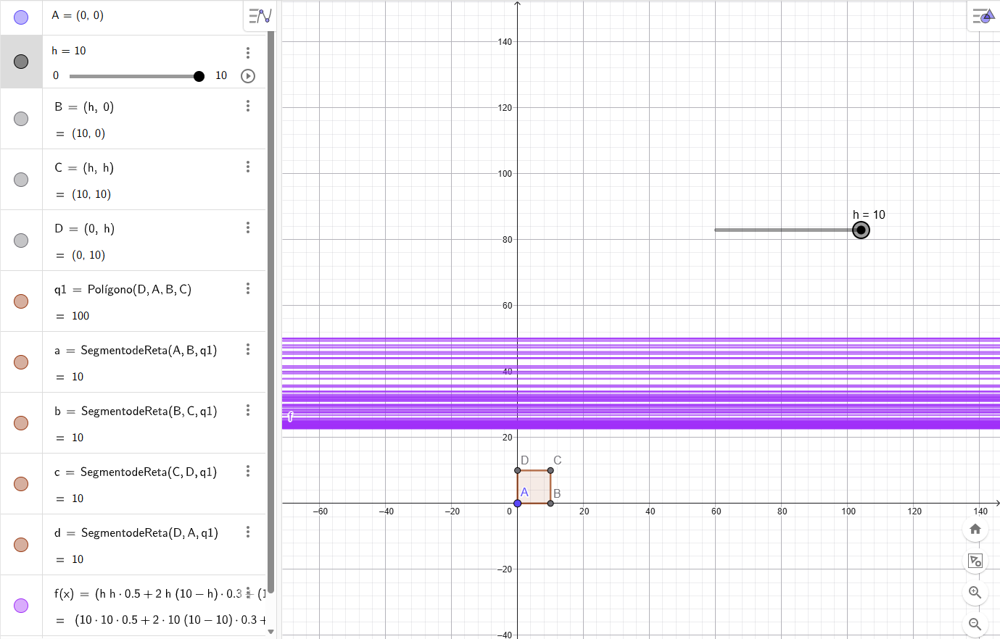 A = (0, 0)
h = 10
0 10
B = (h, 0)
= (10, 0)
C = (h, h)
= (10, 10)
D = (0, h)
= (0, 10)
q1 = Polígono(D, A, B, C)
= 100
a = SegmentodeReta(A, B, q1)
= 10
b = SegmentodeReta(B, C, q1)
= 10
c = SegmentodeReta(C, D, q1)
= 10
d = SegmentodeReta(D, A, q1)
= 10
f(x) = (h h · 0.5 + 2 h (10 − h) · 0.3 + (1
= (10 · 10 · 0.5 + 2 · 10 (10 − 10) · 0.3 +
140
120
100
h = 10
80
60
40
f
20
D C
A B
−60 −40 −20 0 20 40 60 80 100 120 140
−20
−40